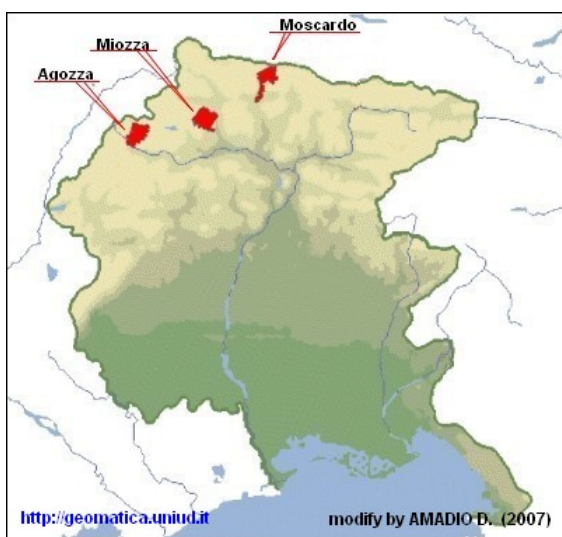 Moscardo
Miozza
Agozza
http://geomatica.uniud.it
modify by AMADIO D. (2007)